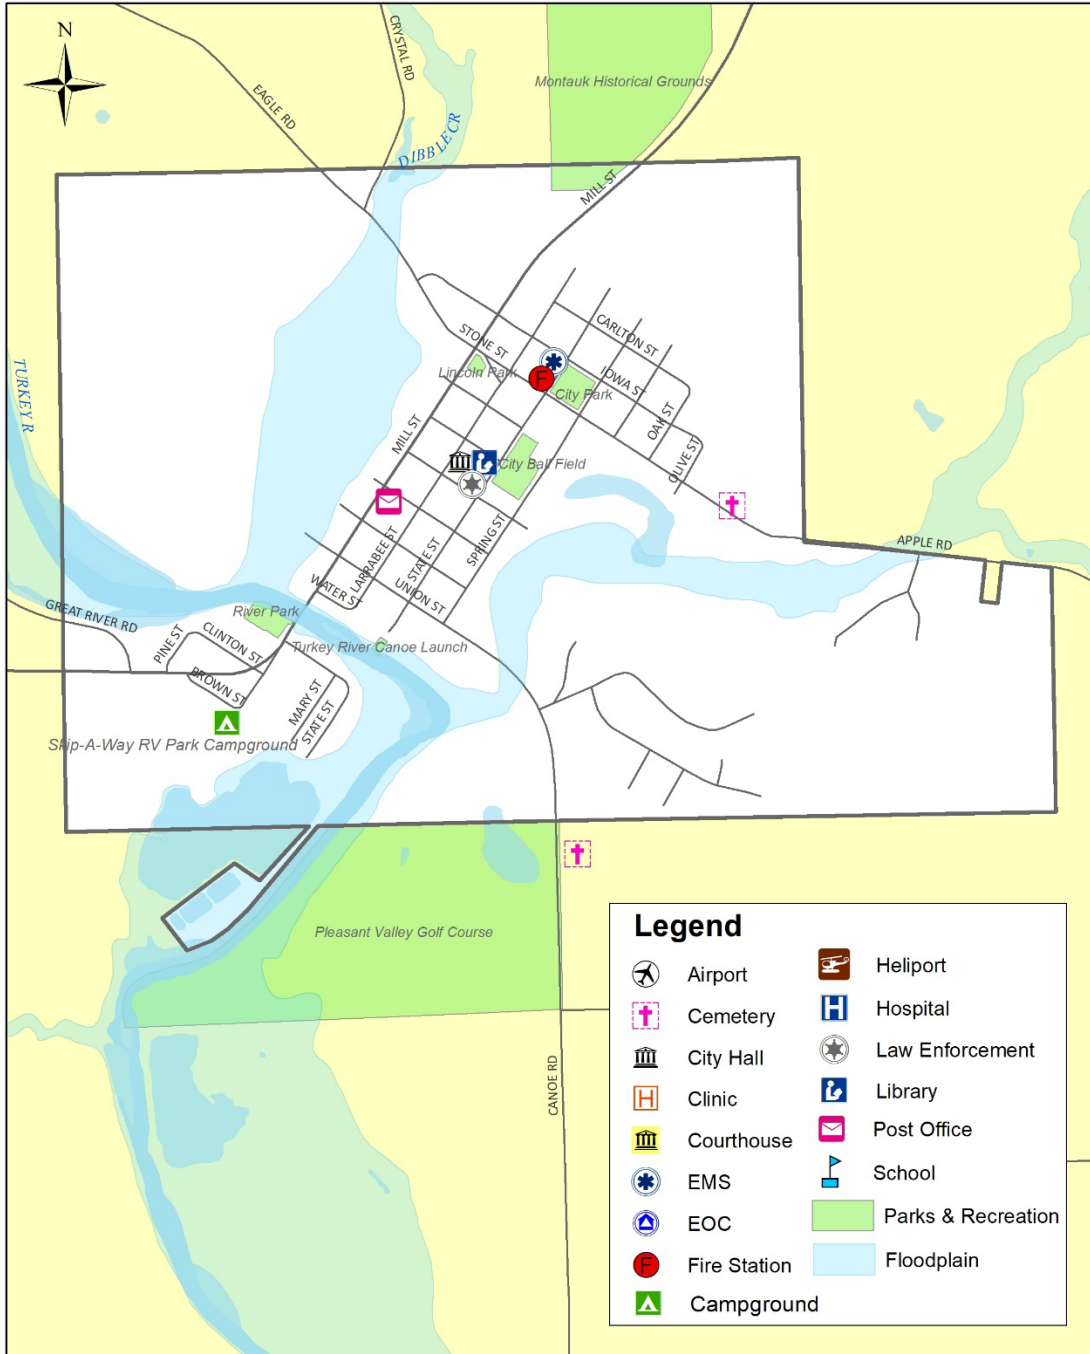 N
CRYSTAL RD
EAGLE RD
Montauk Historical Grounds
DIBBLE CR
MILL ST
CARLTON ST
STONE ST
Lincoln Park
IOWA ST
F
City Park
TURKEY R
OAK ST
MILL ST
OLIVE ST
City Ball Field
SPRING ST
APPLE RD
LARRABEE ST
STATE ST
WATER ST
UNION ST
GREAT RIVER RD
River Park
PINE ST
CLINTON ST
Turkey River Canoe Launch
BROWN ST
MARY ST
STATE ST
Skip-A-Way RV Park Campground
Pleasant Valley Golf Course
CANOE RD
Legend
Airport
Cemetery
City Hall
H Clinic
Courthouse
EMS
EOC
F Fire Station
Campground
Heliport
H Hospital
Law Enforcement
Library
Post Office
School
Parks & Recreation
Floodplain